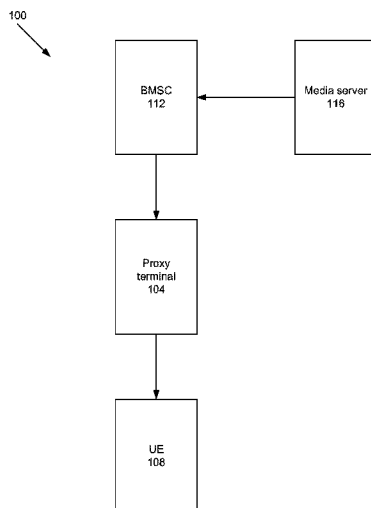 100
BMSC
112
Media server
116
Proxy
terminal
104
UE
108